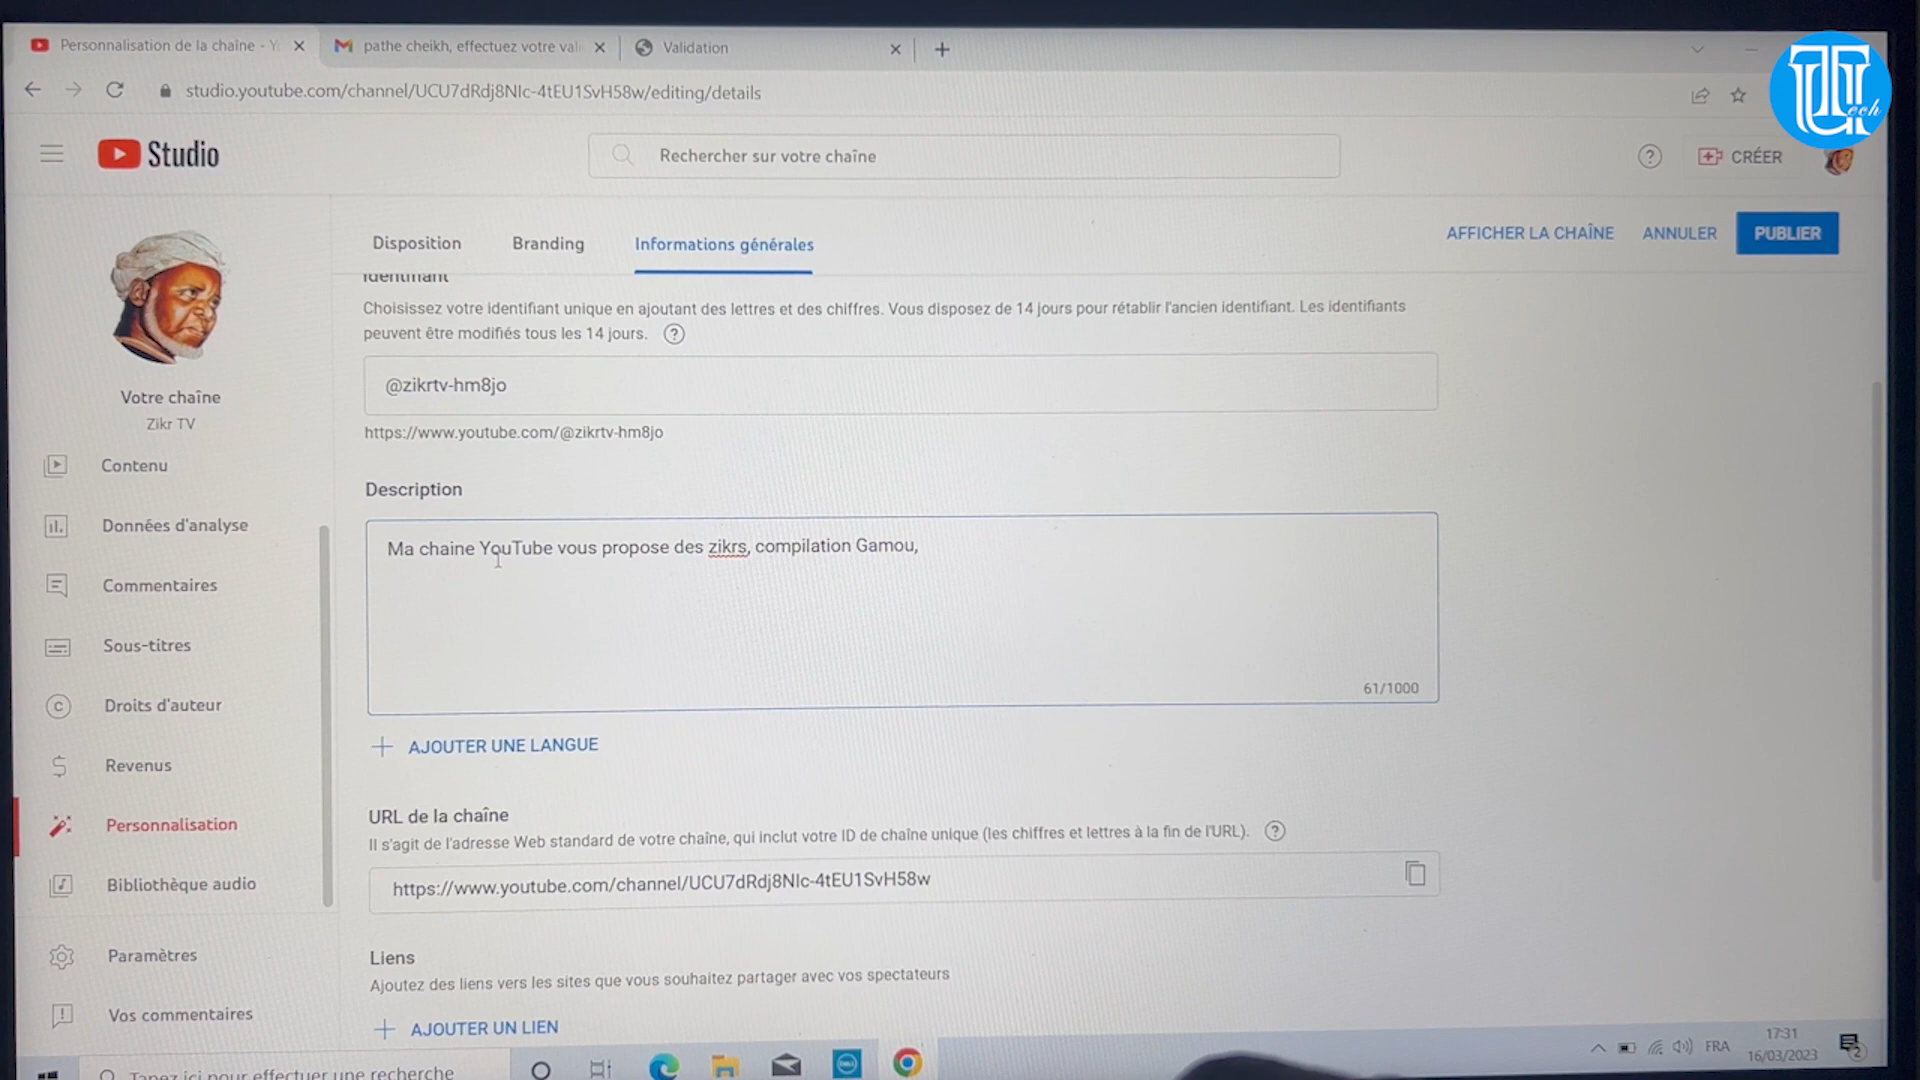 Personnalisation de la chaîne - Y
pathe cheikh, effectuez votre vali
Validation
studio.youtube.com/channel/UCU7dRdj8NIc-4tEU1SvH58w/editing/details
Studio
Rechercher sur votre chaîne
CRÉER
Disposition
Branding
Informations générales
AFFICHER LA CHAÎNE
ANNULER
PUBLIER
Identifiant
Choisissez votre identifiant unique en ajoutant des lettres et des chiffres. Vous disposez de 14 jours pour rétablir l'ancien identifiant. Les identifiants
peuvent être modifiés tous les 14 jours.
@zikrtv-hm8jo
https://www.youtube.com/@zikrtv-hm8jo
Votre chaîne
Zikr TV
Contenu
Données d'analyse
Commentaires
Sous-titres
Droits d'auteur
Revenus
Personnalisation
Bibliothèque audio
Paramètres
Vos commentaires
Description
Ma chaine YouTube vous propose des zikrs, compilation Gamou,
61/1000
AJOUTER UNE LANGUE
URL de la chaîne
Il s'agit de l'adresse Web standard de votre chaîne, qui inclut votre ID de chaîne unique (les chiffres et lettres à la fin de l'URL).
https://www.youtube.com/channel/UCU7dRdj8NIc-4tEU1SvH58w
Liens
Ajoutez des liens vers les sites que vous souhaitez partager avec vos spectateurs
AJOUTER UN LIEN
Tapez ici pour effectuer une recherche
DELL
FRA
17:31
16/03/2023
2